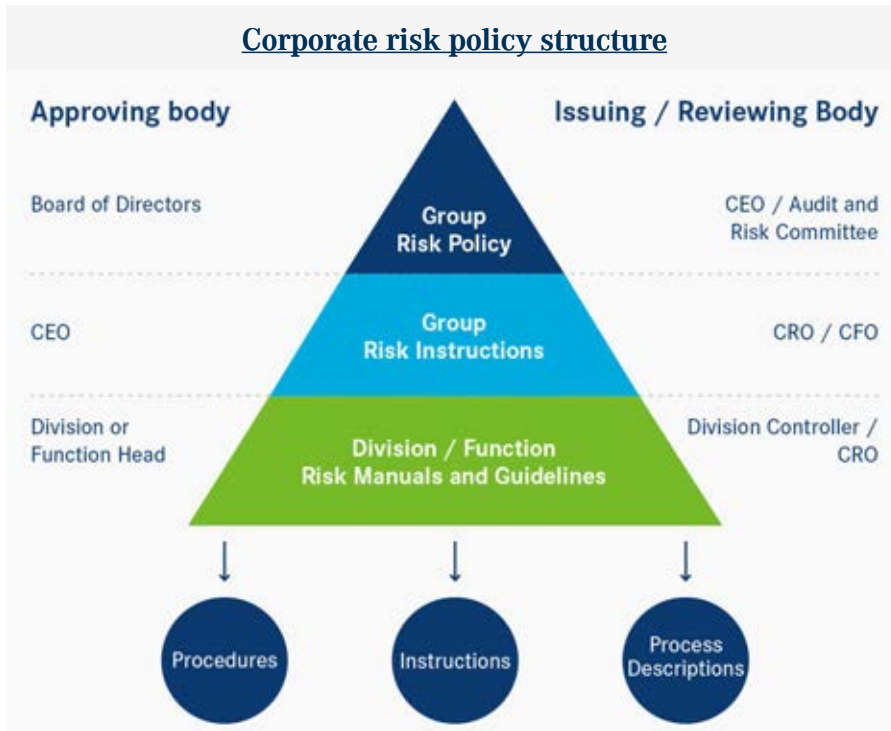 Corporate risk policy structure
Approving body
Issuing / Reviewing Body
Board of Directors
Group
Risk Policy
CEO / Audit and
Risk Committee
CEO
Group
Risk Instructions
CRO / CFO
Division or
Function Head
Division / Function
Risk Manuals and Guidelines
Division Controller /
CRO
Procedures
Instructions
Process
Descriptions